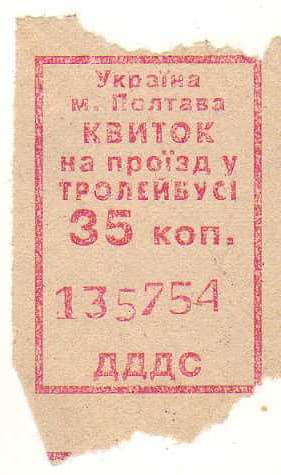 Україна
м. Полтава
КВИТОК
на проїзд у
ТРОЛЕЙБУСІ
35 коп.
135754
ДДДС